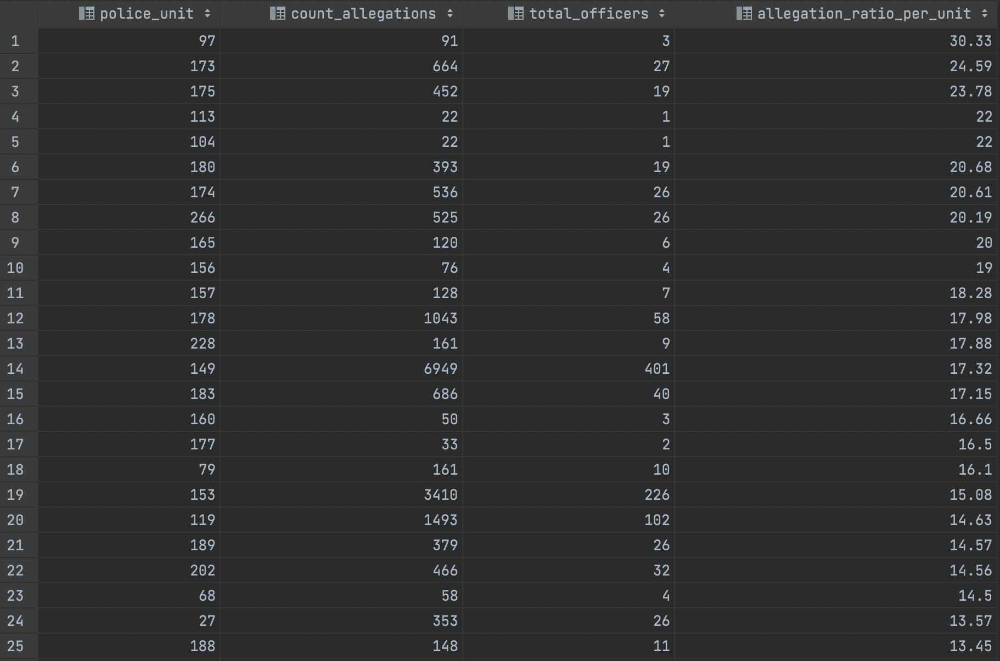 police_unit count_allegations total_officers allegation_ratio_per_unit
1 97 91 3 30.33
2 173 664 27 24.59
3 175 452 19 23.78
4 113 22 1 22
5 104 22 1 22
6 180 393 19 20.68
7 174 536 26 20.61
8 266 525 26 20.19
9 165 120 6 20
10 156 76 4 19
11 157 128 7 18.28
12 178 1043 58 17.98
13 228 161 9 17.88
14 149 6949 401 17.32
15 183 686 40 17.15
16 160 50 3 16.66
17 177 33 2 16.5
18 79 161 10 16.1
19 153 3410 226 15.08
20 119 1493 102 14.63
21 189 379 26 14.57
22 202 466 32 14.56
23 68 58 4 14.5
24 27 353 26 13.57
25 188 148 11 13.45